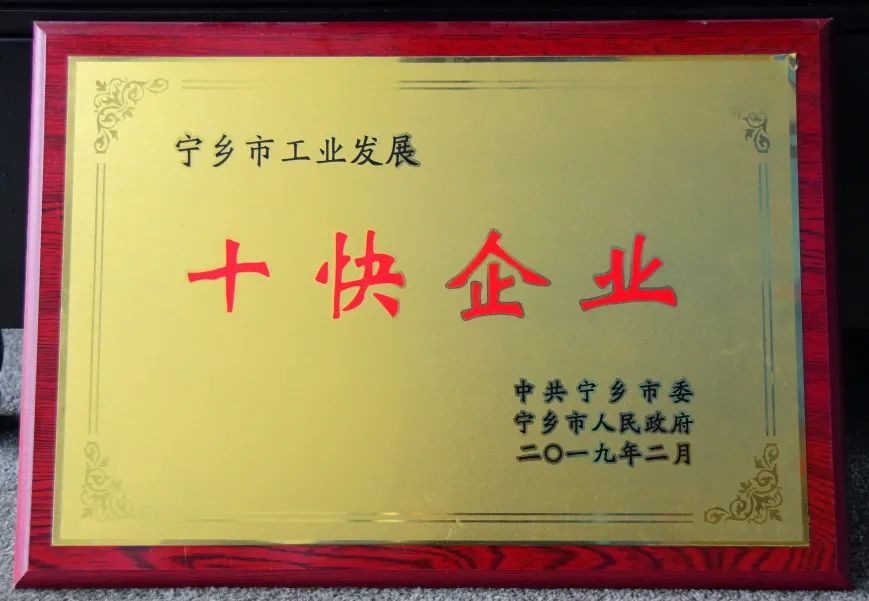 宁乡市工业发展
十快企业
中共宁乡市委
宁乡市人民政府
二〇一九年二月